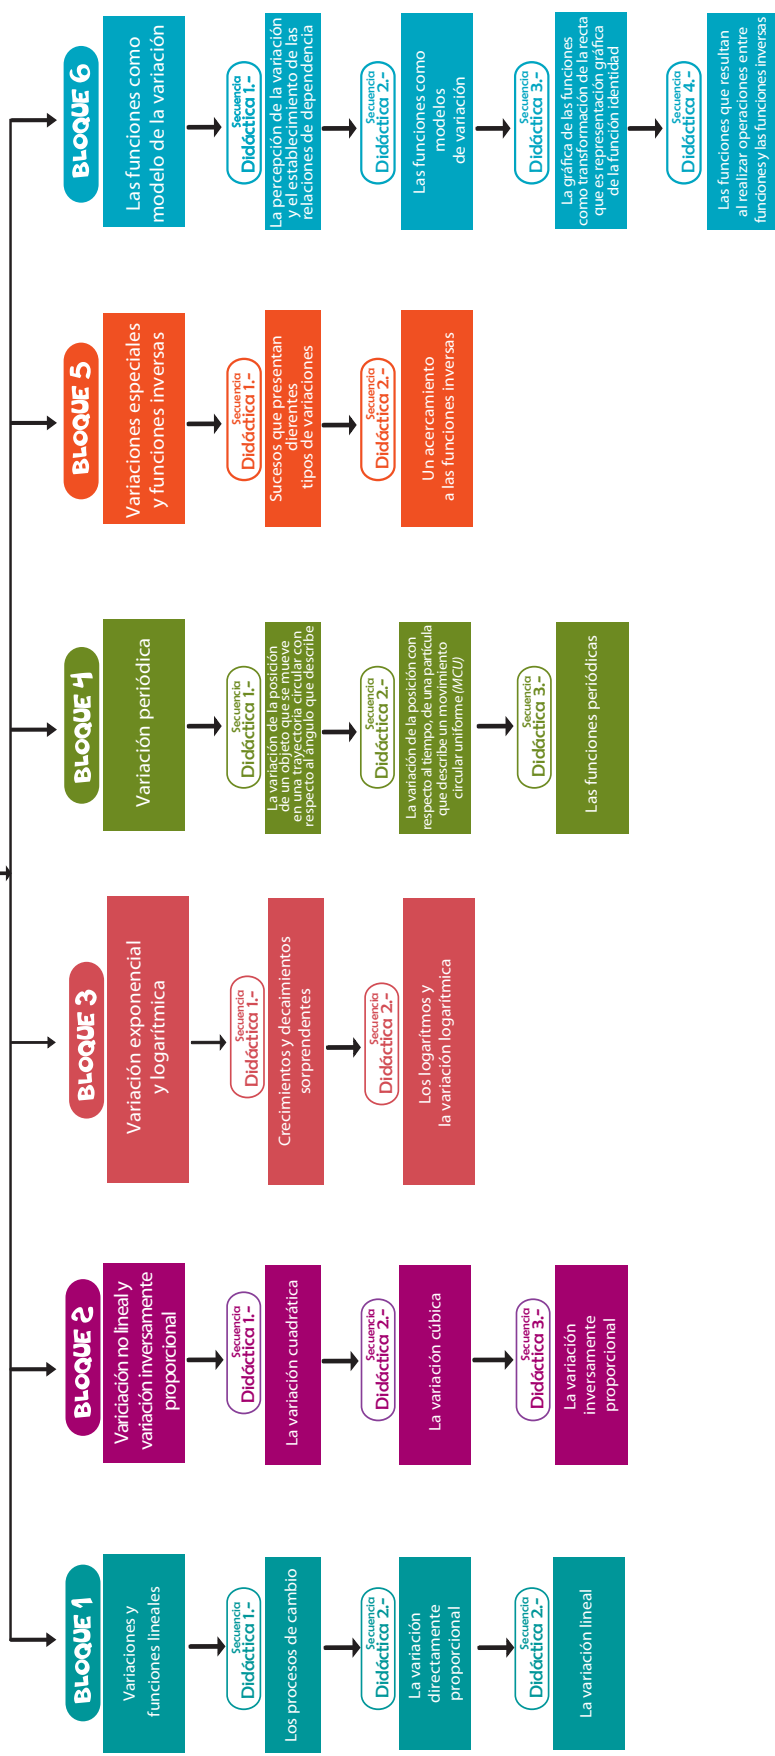 BLOQUE 1
Variaciones y
funciones lineales
Secuencia
Didáctica 1.-
Los procesos de cambio
Secuencia
Didáctica 2.-
La variación
directamente
proporcional
Secuencia
Didáctica 2.-
La variación lineal
BLOQUE 2
Variciación no lineal y
variación inversamente
proporcional
Secuencia
Didáctica 1.-
La variación cuadrática
Secuencia
Didáctica 2.-
La variación cúbica
Secuencia
Didáctica 3.-
La variación
inversamente
proporcional
BLOQUE 3
Variación exponencial
y logarítmica
Secuencia
Didáctica 1.-
Crecimientos y decaimientos
sorprendentes
Secuencia
Didáctica 2.-
Los logarítmos y
la variación logarítmica
BLOQUE 4
Variación periódica
Secuencia
Didáctica 1.-
La variación de la posición
de un objeto que se mueve
en una trayectoria circular con
respecto al ángulo que describe
Secuencia
Didáctica 2.-
La variación de la posición con
respecto al tiempo, de una partícula
que describe un movimiento
circular uniforme (MCU)
Secuencia
Didáctica 3.-
Las funciones periódicas
BLOQUE 5
Variaciones especiales
y funciones inversas
Secuencia
Didáctica 1.-
Sucesos que presentan
dierentes
tipos de variaciones
Secuencia
Didáctica 2.-
Un acercamiento
a las funciones inversas
BLOQUE 6
Las funciones como
modelo de la variación
Secuencia
Didáctica 1.-
La percepción de la variación
y el establecimiento de las
relaciones de dependencia
Secuencia
Didáctica 2.-
Las funciones como
modelos
de variación
Secuencia
Didáctica 3.-
La gráfica de las funciones
como transformación de la recta
que es representación gráfica
de la función identidad
Secuencia
Didáctica 4.-
Las funciones que resultan
al realizar operaciones entre
funciones y las funciones inversas